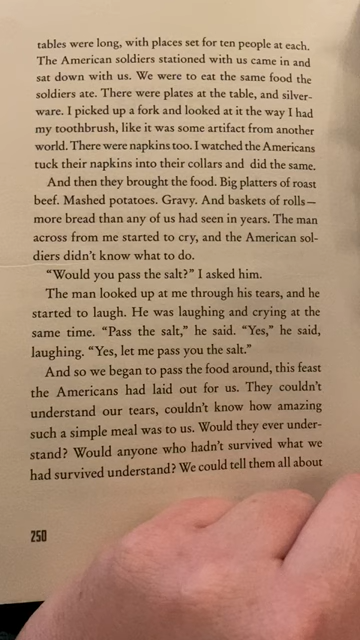 tables were long, with places set for ten people at each.
The American soldiers stationed with us came in and
sat down with us. We were to eat the same food the
soldiers ate. There were plates at the table, and silver-
ware. I picked up a fork and looked at it the way I had
my toothbrush, like it was some artifact from another
world. There were napkins too. I watched the Americans
tuck their napkins into their collars and did the same.
And then they brought the food. Big platters of roast
beef. Mashed potatoes. Gravy. And baskets of rolls—
more bread than any of us had seen in years. The man
across from me started to cry, and the American sol-
diers didn't know what to do.
“Would you pass the salt?” I asked him.
The man looked up at me through his tears, and he
started to laugh. He was laughing and crying at the
same time. “Pass the salt,” he said. “Yes,” he said,
laughing. “Yes, let me pass you the salt.”
And so we began to pass the food around, this feast
the Americans had laid out for us. They couldn't
understand our tears, couldn't know how amazing
such a simple meal was to us. Would they ever under-
stand? Would anyone who hadn't survived what we
had survived understand? We could tell them all about
250